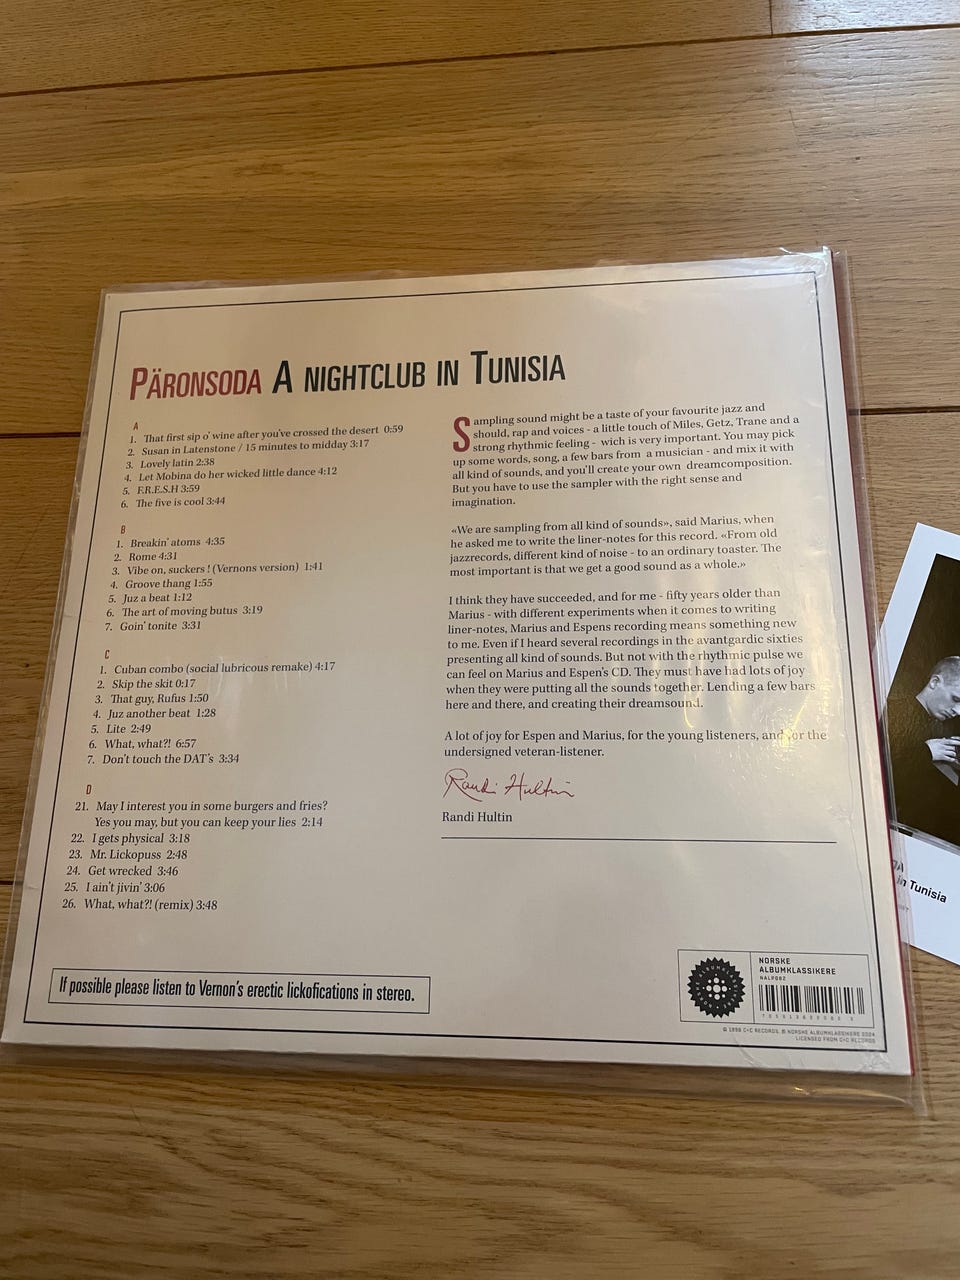 PÄRONSODA A NIGHTCLUB IN TUNISIA
A
1. That first sip o' wine after you've crossed the desert 0:59
2. Susan in Latenstone / 15 minutes to midday 3:17
3. Lovely latin 2:38
4. Let Mobina do her wicked little dance 4:12
5. F.R.E.S.H 3:59
6. The five is cool 3:44
B
1. Breakin' atoms 4:35
2. Rome 4:31
3. Vibe on, suckers ! (Vernons version) 1:41
4. Groove thang 1:55
5. Juz a beat 1:12
6. The art of moving butus 3:19
7. Goin' tonite 3:31
C
1. Cuban combo (social lubricous remake) 4:17
2. Skip the skit 0:17
3. That guy, Rufus 1:50
4. Juz another beat 1:28
5. Lite 2:49
6. What, what?! 6:57
7. Don't touch the DAT's 3:34
D
21. May I interest you in some burgers and fries?
Yes you may, but you can keep your lies 2:14
22. I gets physical 3:18
23. Mr. Lickopuss 2:48
24. Get wrecked 3:46
25. I ain't jivin' 3:06
26. What, what?! (remix) 3:48
If possible please listen to Vernon's erectic lickofications in stereo.
Sampling sound might be a taste of your favourite jazz and
should, rap and voices - a little touch of Miles, Getz, Trane and a
strong rhythmic feeling - wich is very important. You may pick
up some words, song, a few bars from a musician - and mix it with
all kind of sounds, and you'll create your own dreamcomposition.
But you have to use the sampler with the right sense and
imagination.
«We are sampling from all kind of sounds», said Marius, when
he asked me to write the liner-notes for this record. «From old
jazzrecords, different kind of noise - to an ordinary toaster. The
most important is that we get a good sound as a whole.»
I think they have succeeded, and for me - fifty years older than
Marius - with different experiments when it comes to writing
liner-notes, Marius and Espens recording means something new
to me. Even if I heard several recordings in the avantgardic sixties
presenting all kind of sounds. But not with the rhythmic pulse we
can feel on Marius and Espen's CD. They must have had lots of joy
when they were putting all the sounds together. Lending a few bars
here and there, and creating their dreamsound.
A lot of joy for Espen and Marius, for the young listeners, and for the
undersigned veteran-listener.
Randi Hultin
Randi Hultin
NORSKE
ALBUMKLASSIKERE
NALP082
© 1998 C+C RECORDS. ℗ NORSKE ALBUMKLASSIKERE 2024
LICENSED FROM C+C RECORDS
in Tunisia